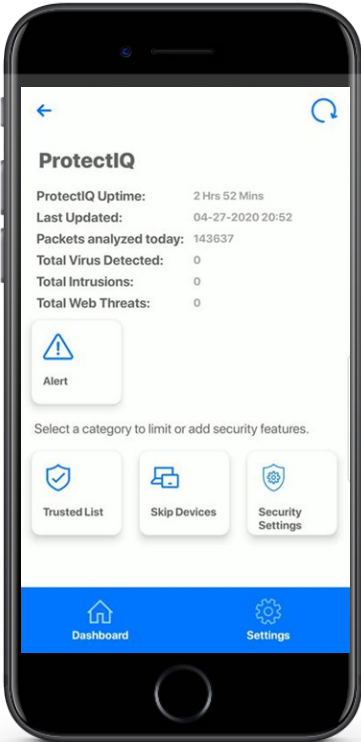 ProtectIQ
ProtectIQ Uptime: 2 Hrs 52 Mins
Last Updated: 04-27-2020 20:52
Packets analyzed today: 143637
Total Virus Detected: 0
Total Intrusions: 0
Total Web Threats: 0
Alert
Select a category to limit or add security features.
Trusted List
Skip Devices
Security
Settings
Dashboard
Settings